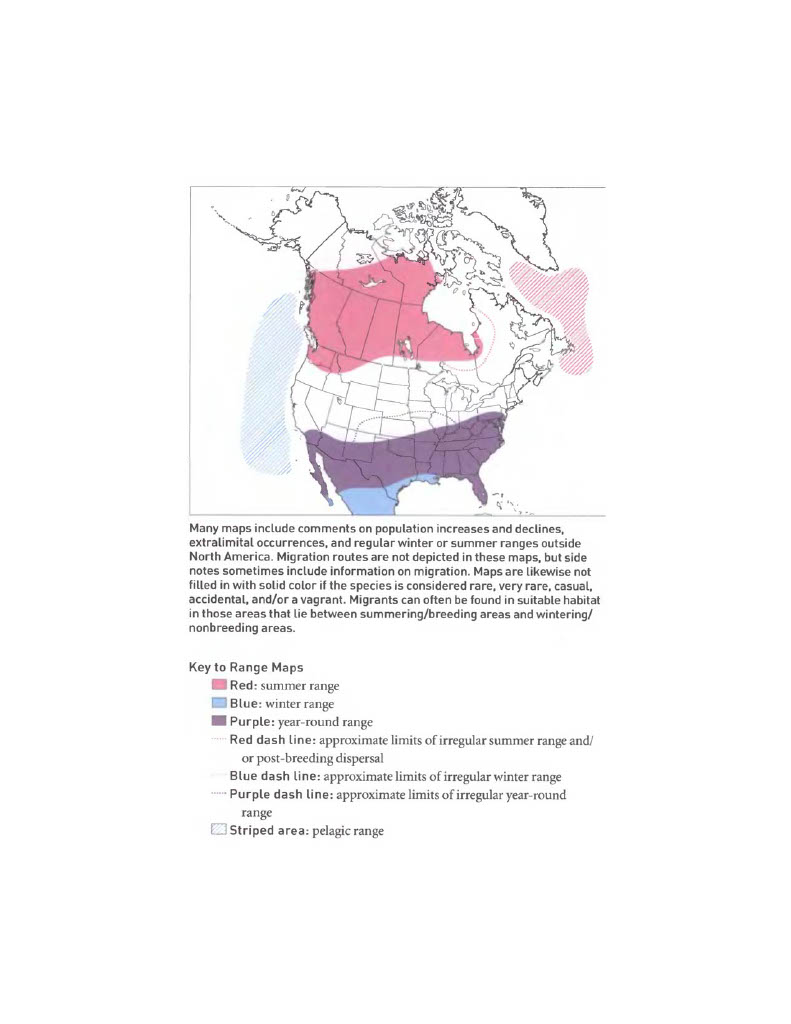 Many maps include comments on population increases and declines,
extralimital occurrences, and regular winter or summer ranges outside
North America. Migration routes are not depicted in these maps, but side
notes sometimes include information on migration. Maps are likewise not
filled in with solid color if the species is considered rare, very rare, casual,
accidental, and/or a vagrant. Migrants can often be found in suitable habitat
in those areas that lie between summering/breeding areas and wintering/
nonbreeding areas.
Key to Range Maps
Red: summer range
Blue: winter range
Purple: year-round range
Red dash line: approximate limits of irregular summer range and/
or post-breeding dispersal
Blue dash line: approximate limits of irregular winter range
Purple dash line: approximate limits of irregular year-round
range
Striped area: pelagic range